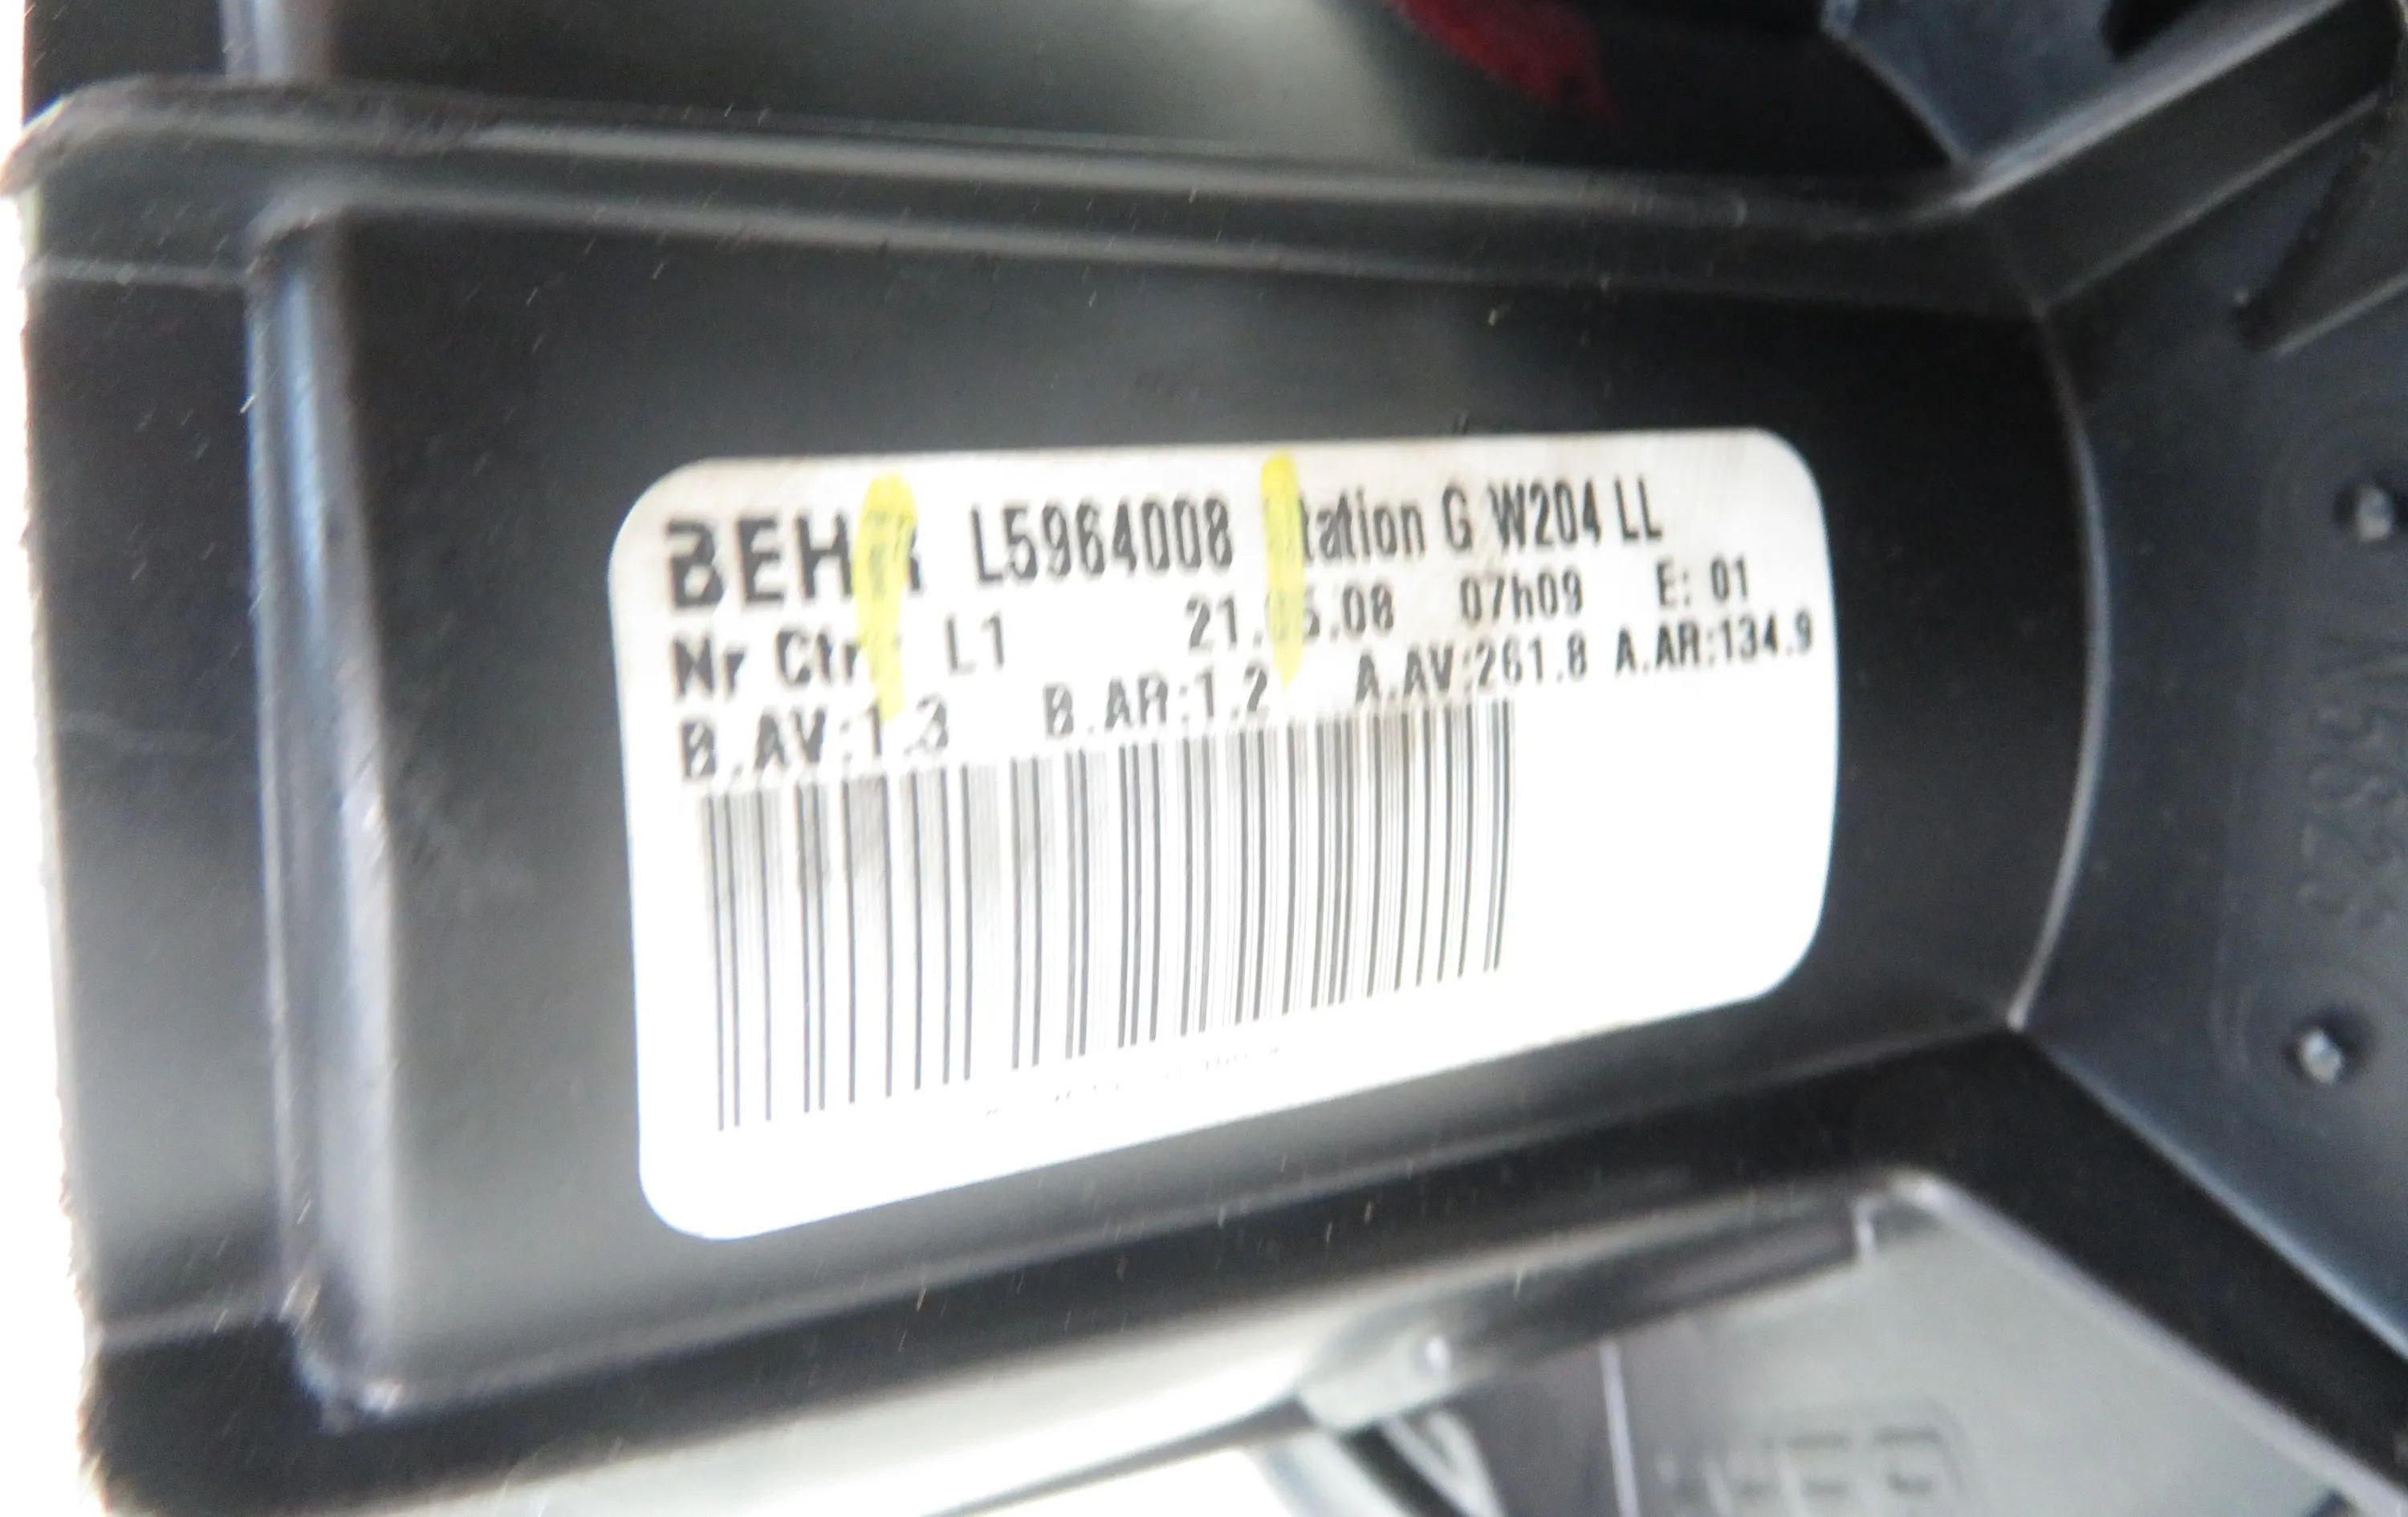 BEHR L5964008 Station G W204 LL
Nr Ctr: L1 21.05.08 07h09 E: 01
B.AV:1.3 B.AR:1.2 A.AV:261.8 A.AR:134.9